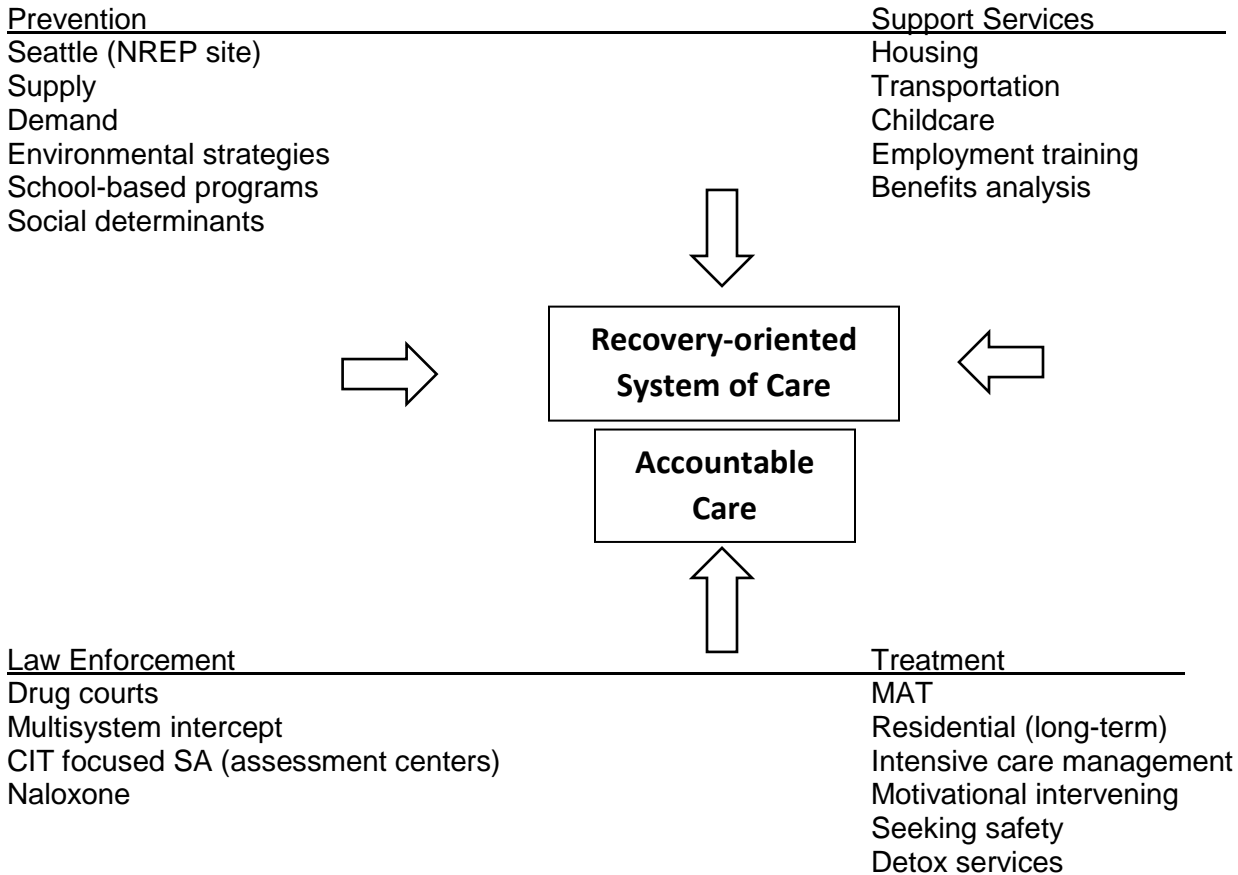 Prevention
Seattle (NREP site)
Supply
Demand
Environmental strategies
School-based programs
Social determinants
Support Services
Housing
Transportation
Childcare
Employment training
Benefits analysis
Recovery-oriented
System of Care
Accountable
Care
Law Enforcement
Drug courts
Multisystem intercept
CIT focused SA (assessment centers)
Naloxone
Treatment
MAT
Residential (long-term)
Intensive care management
Motivational intervening
Seeking safety
Detox services